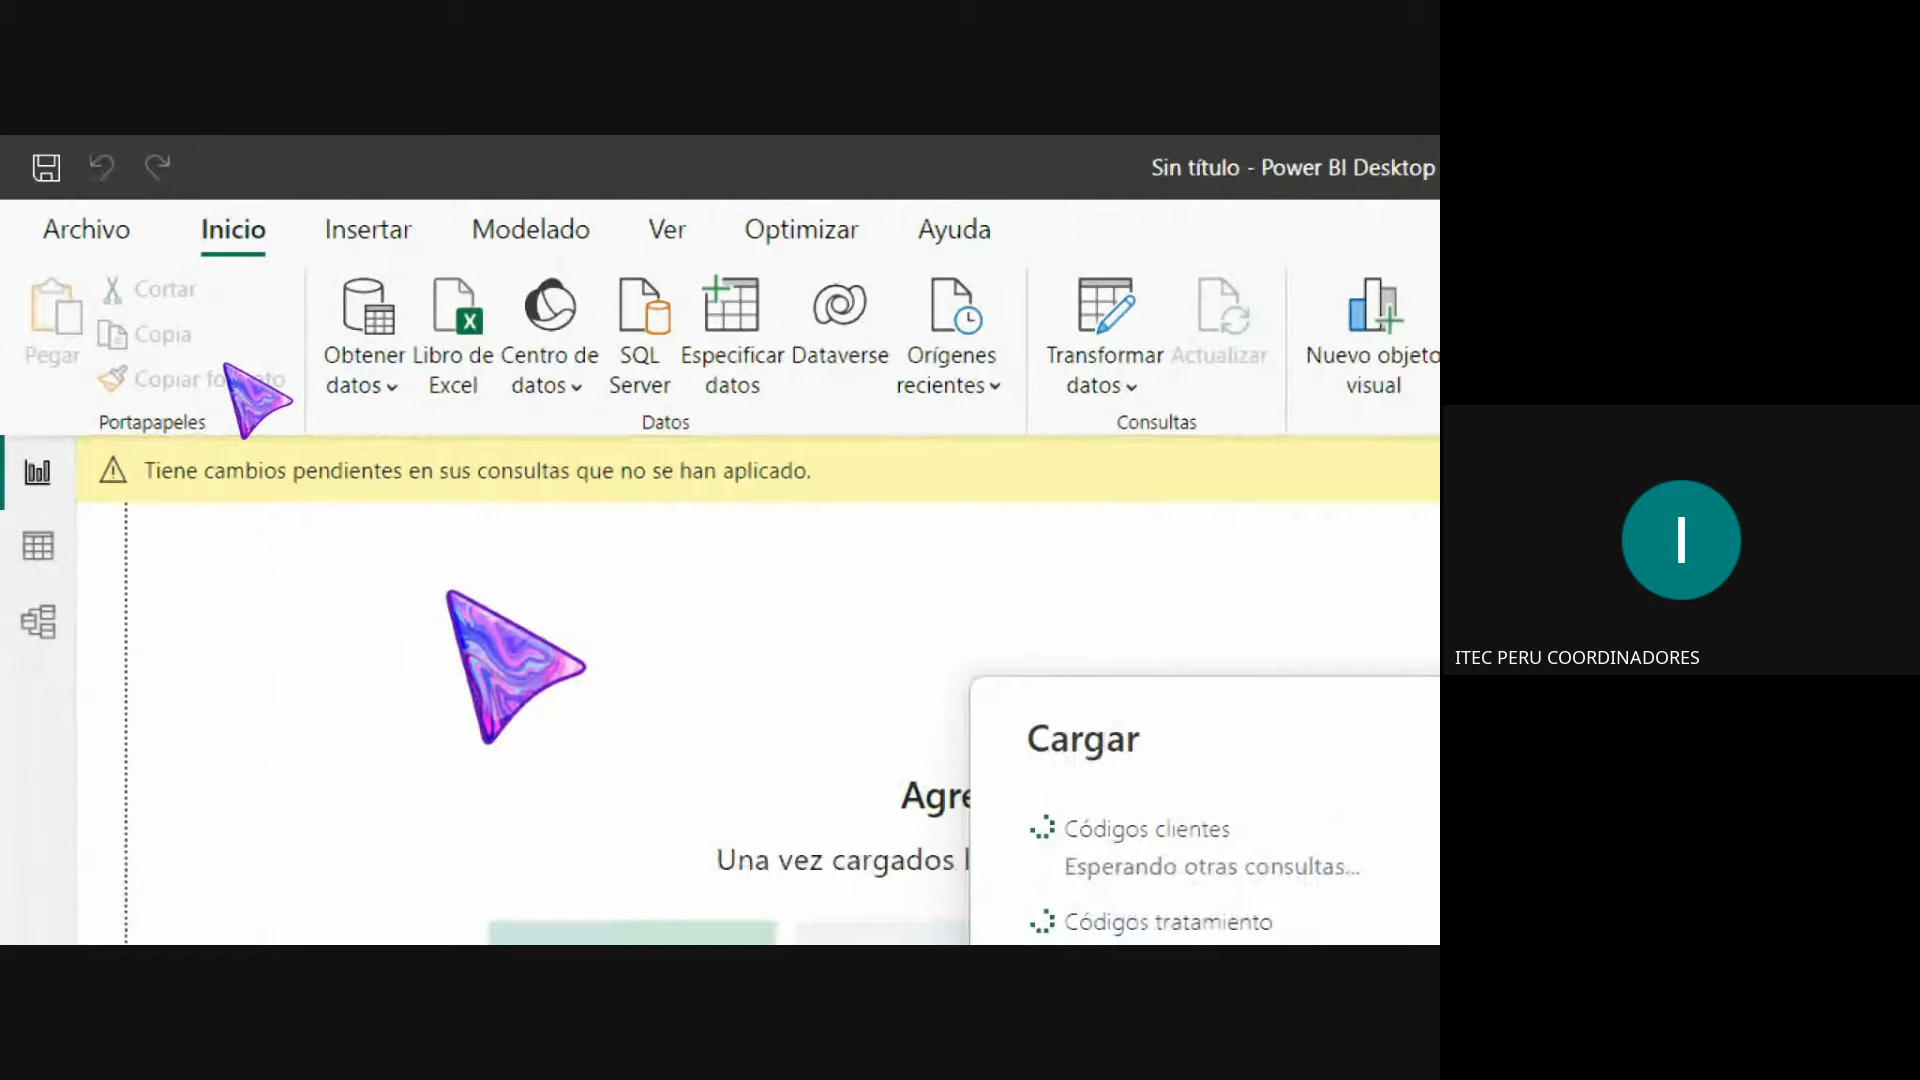 Sin título - Power BI Desktop
Archivo Inicio Insertar Modelado Ver Optimizar Ayuda
Pegar
Cortar
Copia
Copiar
Portapapeles
Obtener datos
Libro de Excel
Centro de datos
SQL Server
Especificar datos
Dataverse
Orígenes recientes
Datos
Transformar datos
Actualizar
Consultas
Nuevo objeto visual
Tiene cambios pendientes en sus consultas que no se han aplicado.
Agre
Una vez cargados l
Cargar
Códigos clientes
Esperando otras consultas...
Códigos tratamiento
I
ITEC PERU COORDINADORES